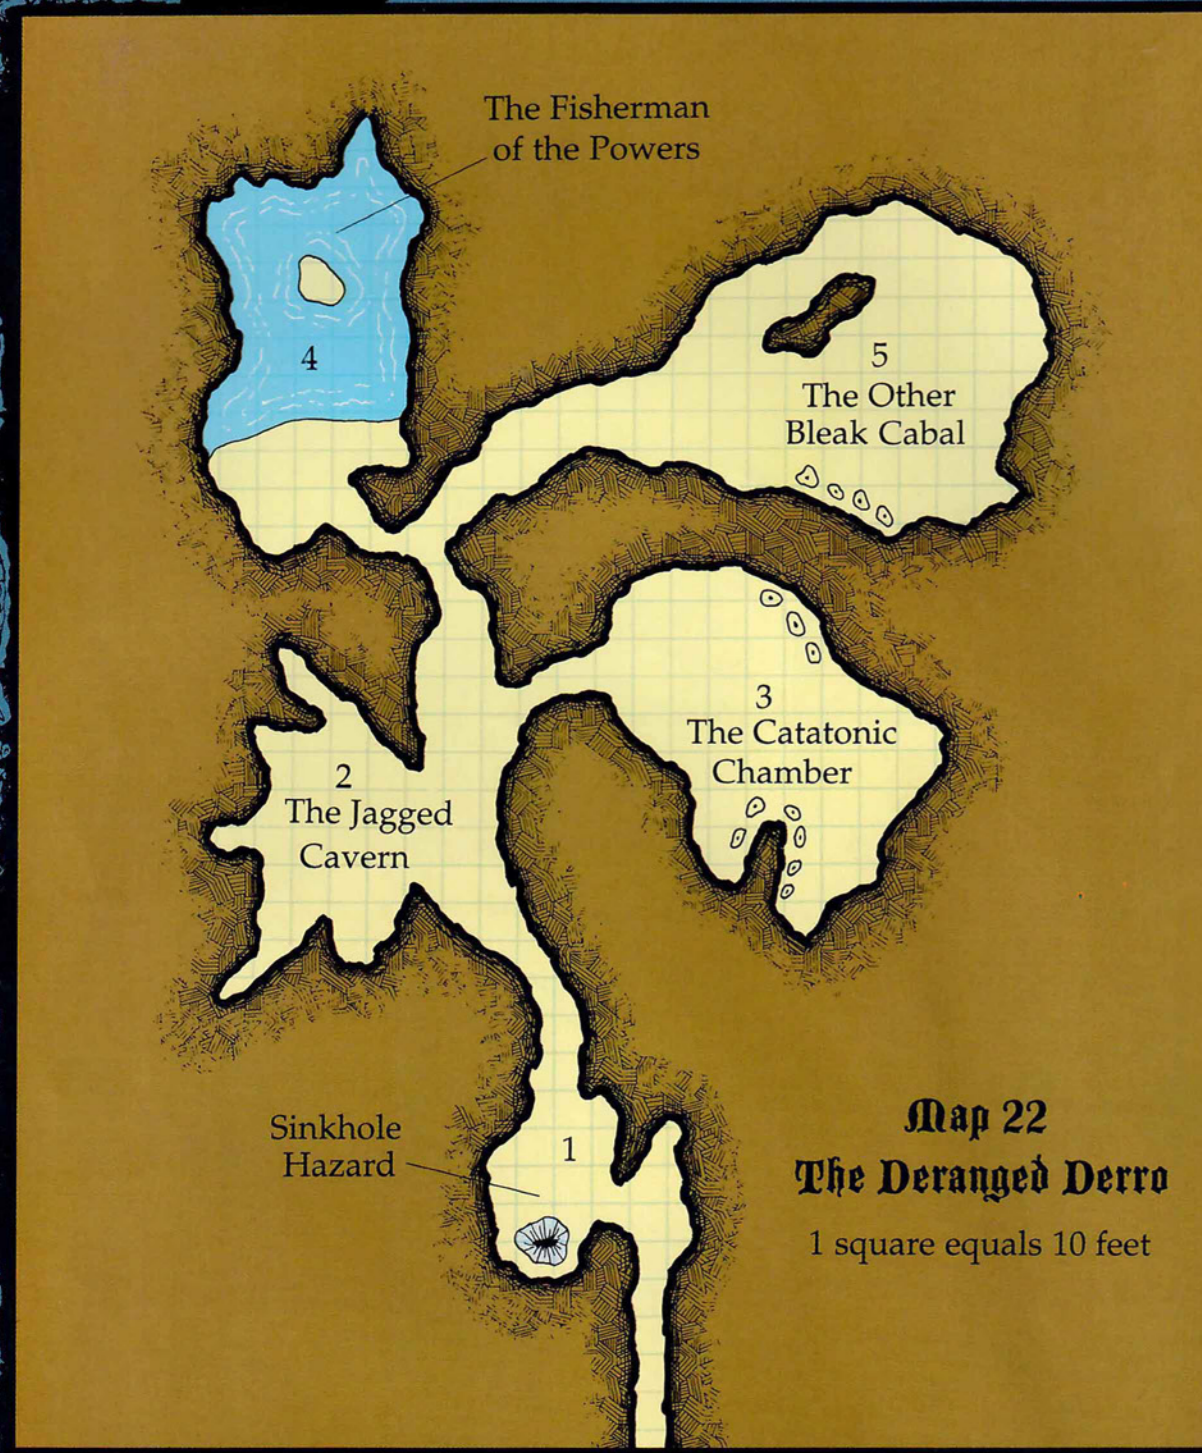 The Fisherman
of the Powers
4
5
The Other
Bleak Cabal
3
The Catatonic
Chamber
2
The Jagged
Cavern
Sinkhole
Hazard
1
Map 22
The Deranged Derro
1 square equals 10 feet